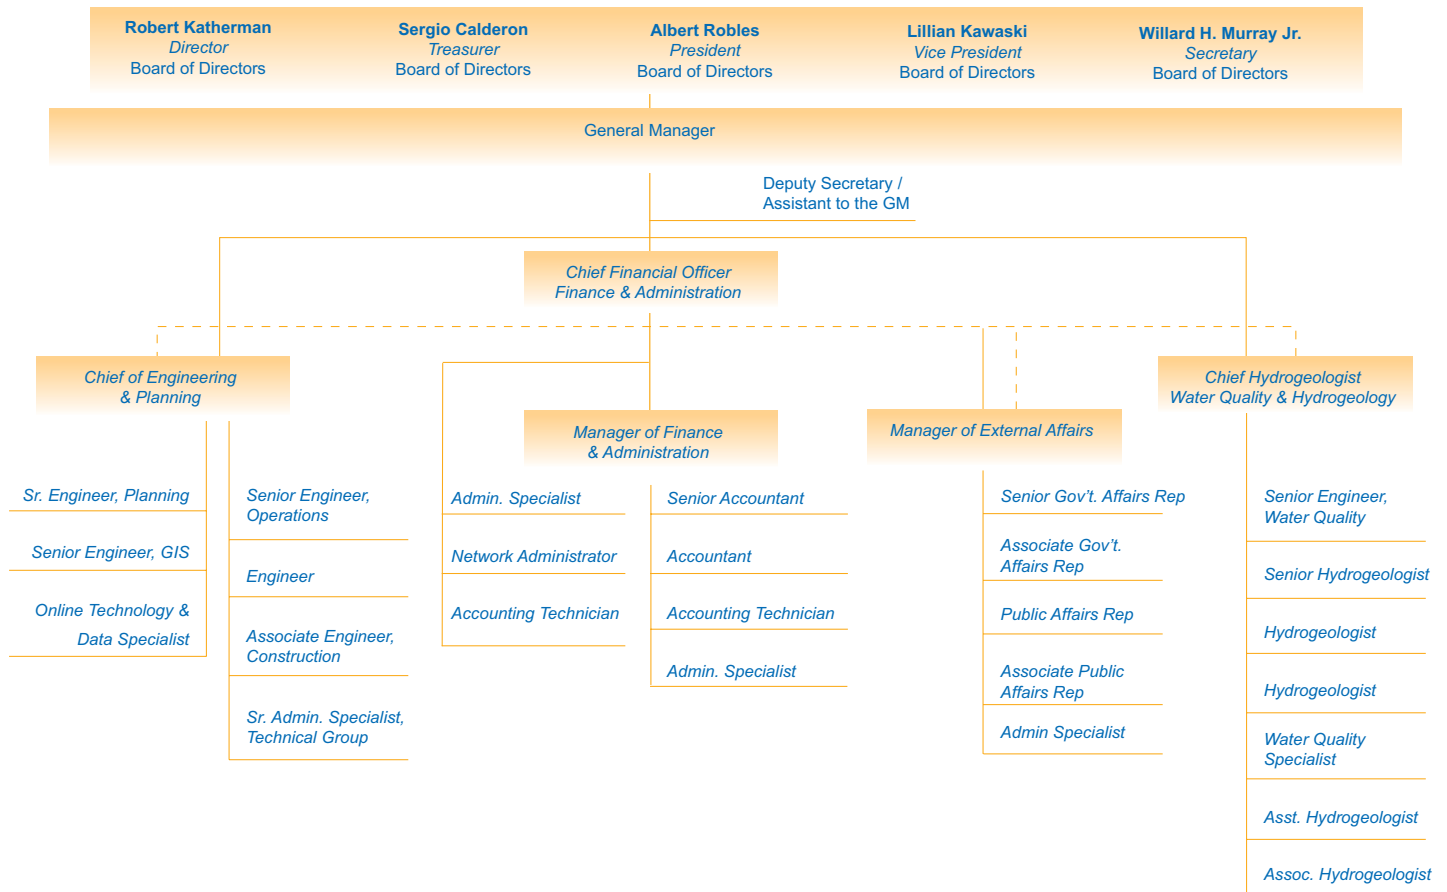 Robert Katherman
Director
Board of Directors
Sergio Calderon
Treasurer
Board of Directors
Albert Robles
President
Board of Directors
Lillian Kawaski
Vice President
Board of Directors
Willard H. Murray Jr.
Secretary
Board of Directors
General Manager
Deputy Secretary /
Assistant to the GM
Chief Financial Officer
Finance & Administration
Chief of Engineering
& Planning
Chief Hydrogeologist
Water Quality & Hydrogeology
Manager of Finance
& Administration
Manager of External Affairs
Sr. Engineer, Planning
Senior Engineer, GIS
Online Technology &
Data Specialist
Senior Engineer,
Operations
Engineer
Associate Engineer,
Construction
Sr. Admin. Specialist,
Technical Group
Admin. Specialist
Network Administrator
Accounting Technician
Senior Accountant
Accountant
Accounting Technician
Admin. Specialist
Senior Gov’t. Affairs Rep
Associate Gov’t.
Affairs Rep
Public Affairs Rep
Associate Public
Affairs Rep
Admin Specialist
Senior Engineer,
Water Quality
Senior Hydrogeologist
Hydrogeologist
Hydrogeologist
Water Quality
Specialist
Asst. Hydrogeologist
Assoc. Hydrogeologist